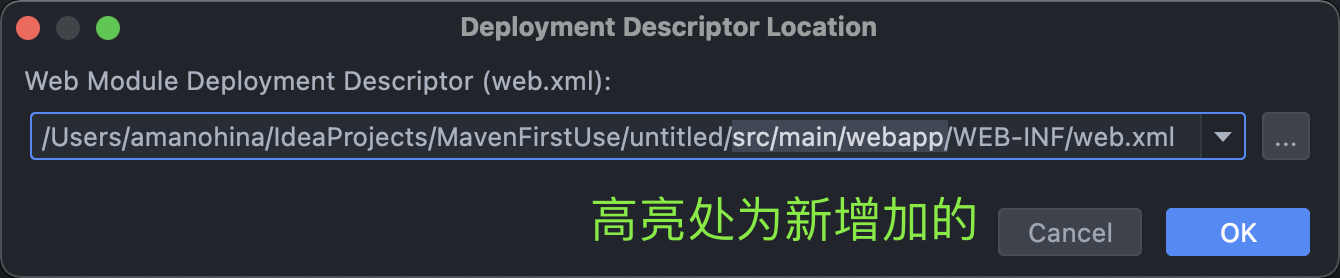 Deployment Descriptor Location
Web Module Deployment Descriptor (web.xml):
/Users/amanohina/IdeaProjects/MavenFirstUse/untitled/src/main/webapp/WEB-INF/web.xml
...
高亮处为新增加的
Cancel
OK